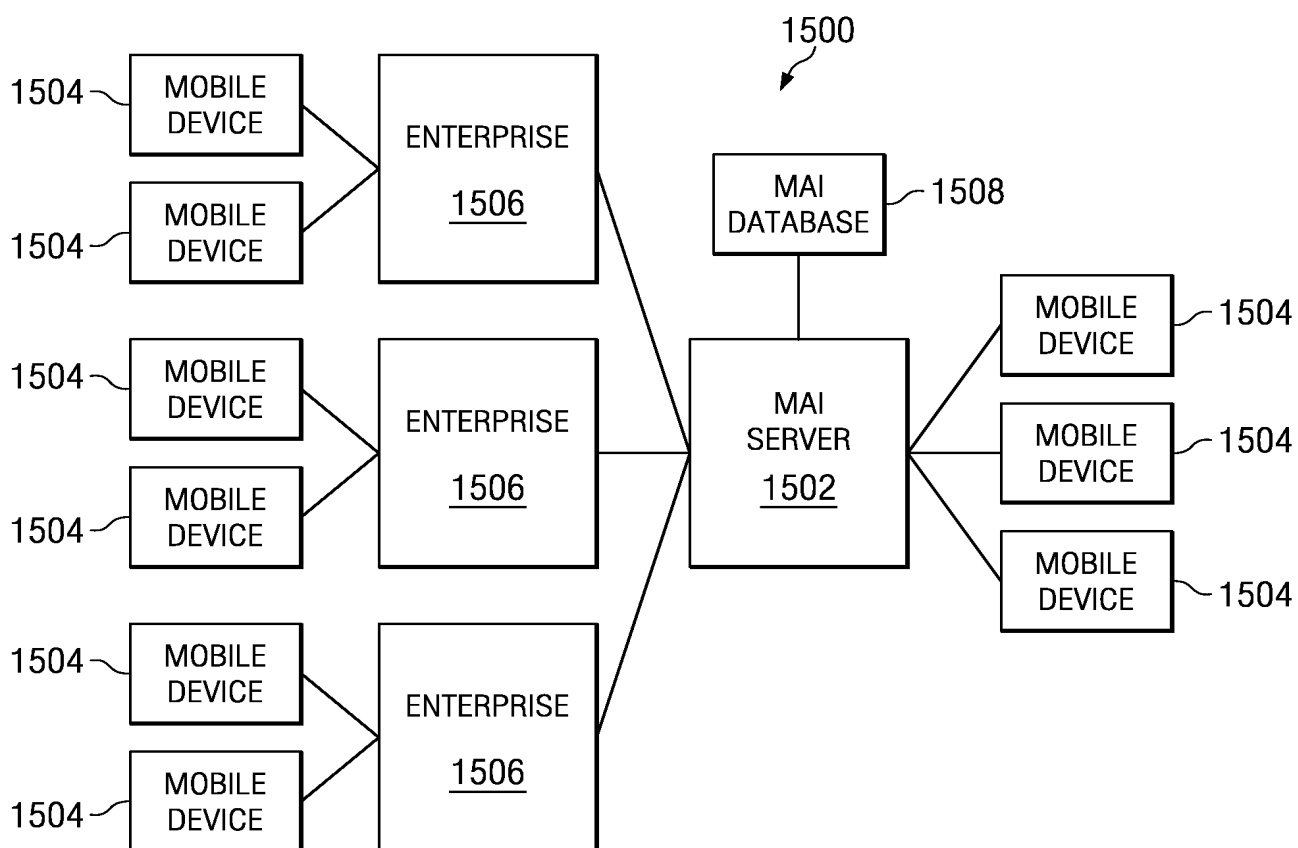 1500
1504
MOBILE
DEVICE
1504
MOBILE
DEVICE
ENTERPRISE
1506
MAI
DATABASE
1508
1504
MOBILE
DEVICE
1504
MOBILE
DEVICE
ENTERPRISE
1506
MAI
SERVER
1502
MOBILE
DEVICE
1504
MOBILE
DEVICE
1504
MOBILE
DEVICE
1504
1504
MOBILE
DEVICE
1504
MOBILE
DEVICE
ENTERPRISE
1506